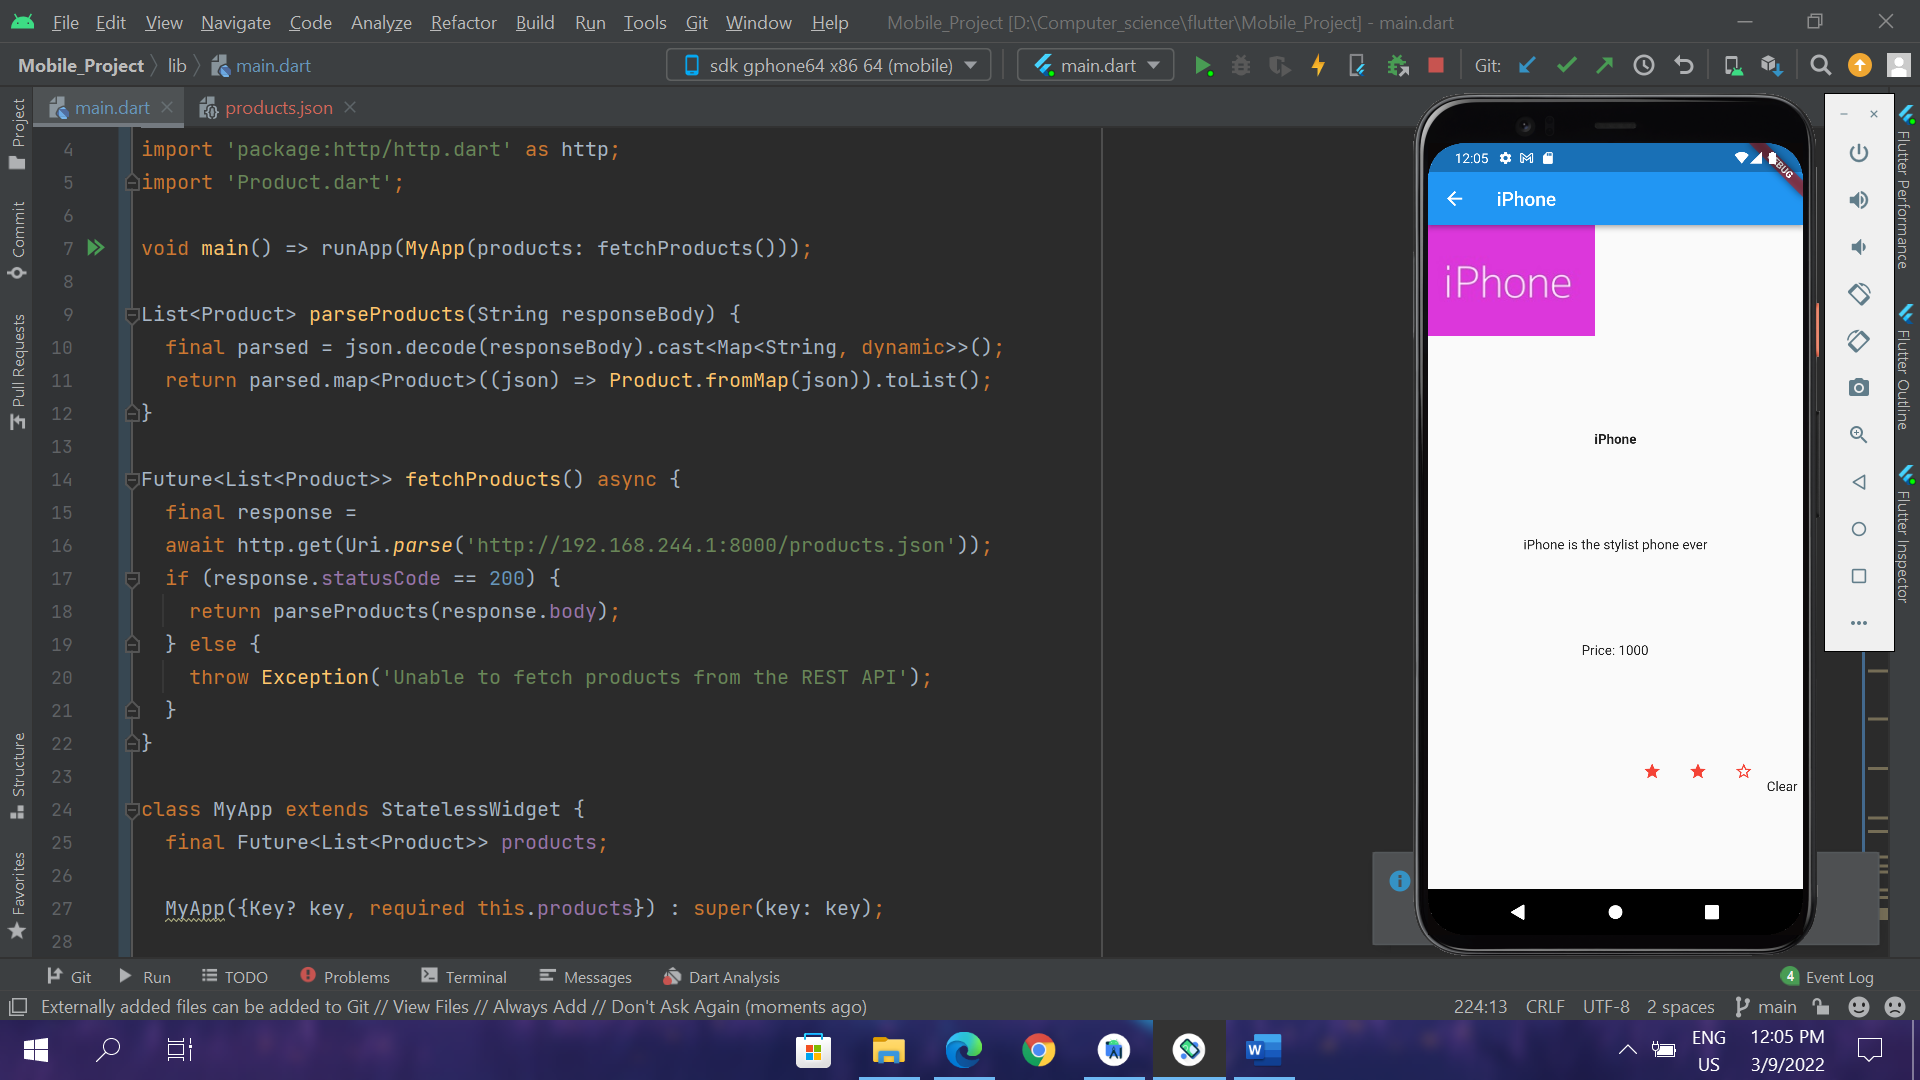 File Edit View Navigate Code Analyze Refactor Build Run Tools Git Window Help Mobile_Project [D:\Computer_science\flutter\Mobile_Project] - main.dart
Mobile_Project lib main.dart sdk gphone64 x86 64 (mobile) main.dart Git:
main.dart products.json
Project
Commit
Pull Requests
Structure
Favorites
4 import 'package:http/http.dart' as http;
5 import 'Product.dart';
6
7 void main() => runApp(MyApp(products: fetchProducts()));
8
9 List<Product> parseProducts(String responseBody) {
10 final parsed = json.decode(responseBody).cast<Map<String, dynamic>>();
11 return parsed.map<Product>((json) => Product.fromMap(json)).toList();
12 }
13
14 Future<List<Product>> fetchProducts() async {
15 final response =
16 await http.get(Uri.parse('http://192.168.244.1:8000/products.json'));
17 if (response.statusCode == 200) {
18 return parseProducts(response.body);
19 } else {
20 throw Exception('Unable to fetch products from the REST API');
21 }
22 }
23
24 class MyApp extends StatelessWidget {
25 final Future<List<Product>> products;
26
27 MyApp({Key? key, required this.products}) : super(key: key);
28
12:05
iPhone
iPhone
iPhone
iPhone is the stylist phone ever
Price: 1000
Clear
Flutter Performance
Flutter Outline
Flutter Inspector
Git Run TODO Problems Terminal Messages Dart Analysis 4 Event Log
Externally added files can be added to Git // View Files // Always Add // Don't Ask Again (moments ago) 224:13 CRLF UTF-8 2 spaces main
W ENG 12:05 PM
US 3/9/2022